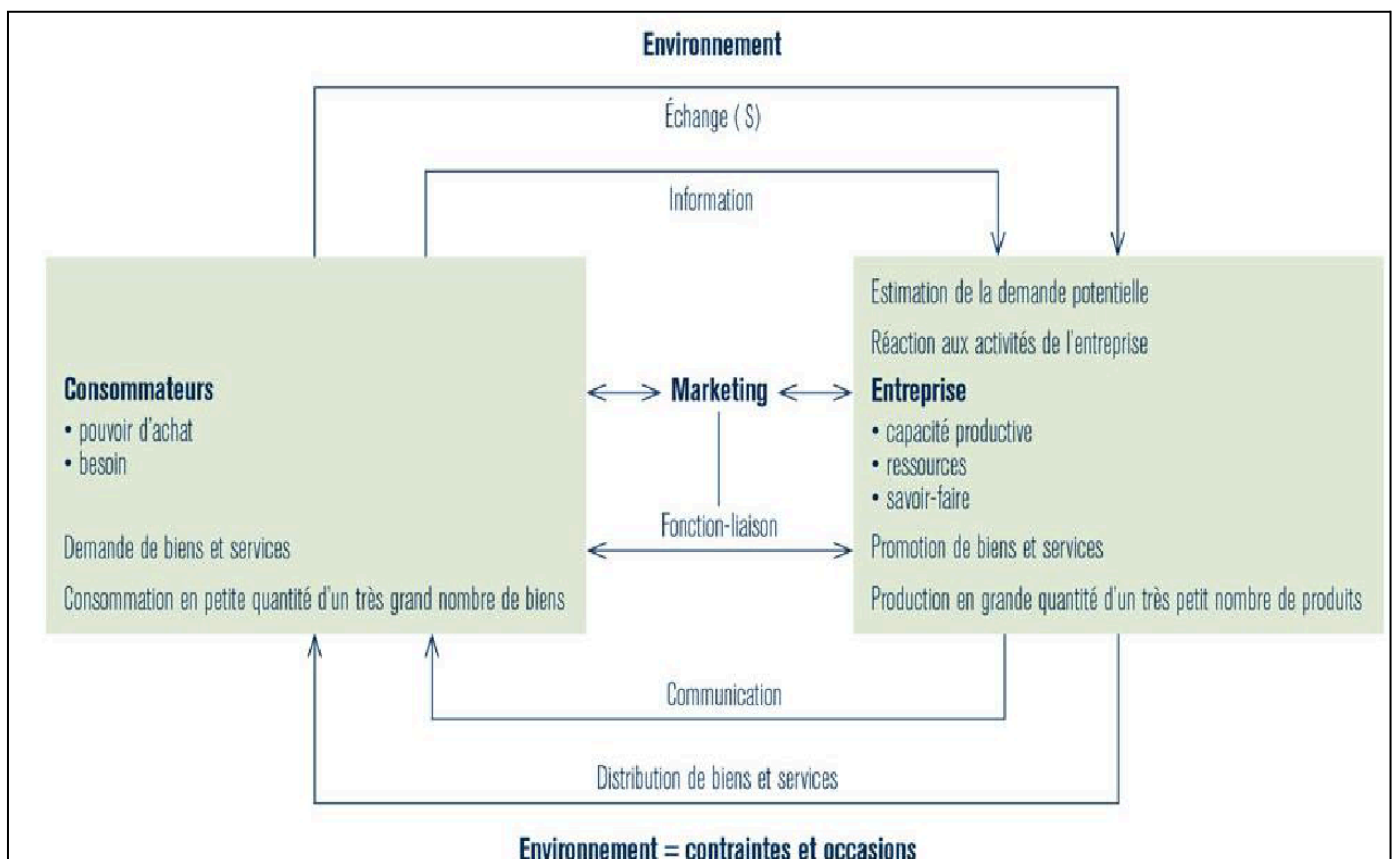 Environnement
Échange ( S)
Information
Consommateurs
• pouvoir d'achat
• besoin
Demande de biens et services
Consommation en petite quantité d'un très grand nombre de biens
Marketing
Fonction-liaison
Estimation de la demande potentielle
Réaction aux activités de l'entreprise
Entreprise
• capacité productive
• ressources
• savoir-faire
Promotion de biens et services
Production en grande quantité d'un très petit nombre de produits
Communication
Distribution de biens et services
Environnement = contraintes et occasions